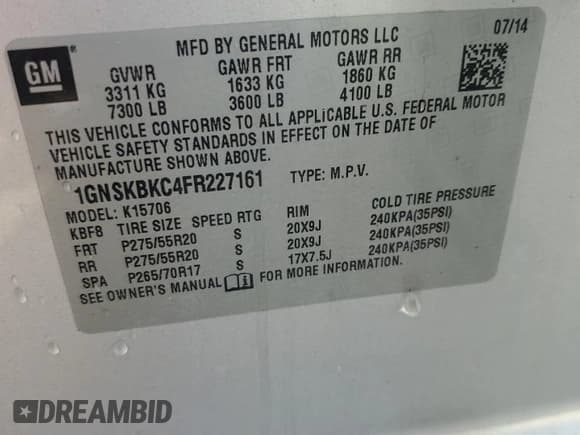 GM
MFD BY GENERAL MOTORS LLC
07/14
GVWR GAWR FRT GAWR RR
3311 KG 1633 KG 1860 KG
7300 LB 3600 LB 4100 LB
THIS VEHICLE CONFORMS TO ALL APPLICABLE U.S. FEDERAL MOTOR
VEHICLE SAFETY STANDARDS IN EFFECT ON THE DATE OF
MANUFACTURE SHOWN ABOVE.
1GNSKBKC4FR227161 TYPE: M.P.V.
MODEL: K15706
KBF8 TIRE SIZE SPEED RTG RIM COLD TIRE PRESSURE
FRT P275/55R20 S 20X9J 240KPA(35PSI)
RR P275/55R20 S 20X9J 240KPA(35PSI)
SPA P265/70R17 S 17X7.5J 240KPA(35PSI)
SEE OWNER'S MANUAL FOR MORE INFORMATION.
DREAMBID